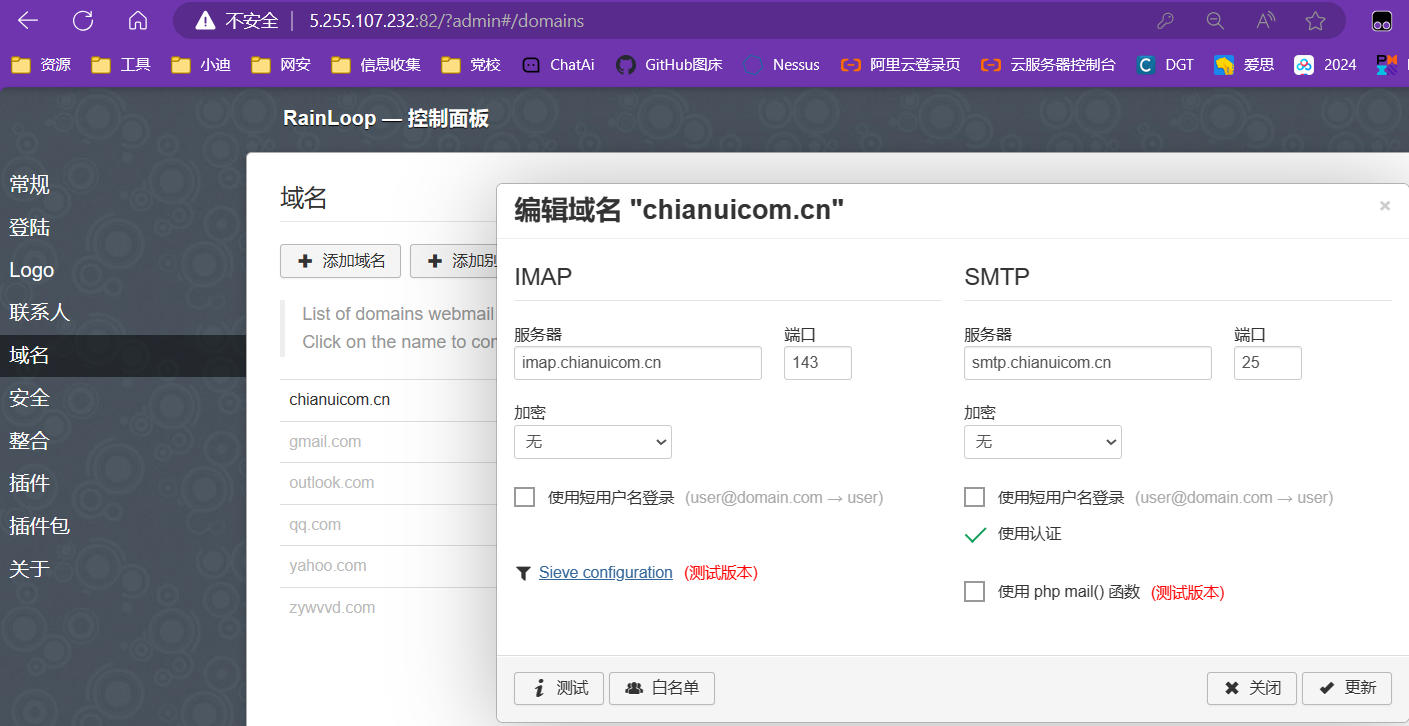 不安全 5.255.107.232:82/?admin#/domains
资源 工具 小迪 网安 信息收集 党校 ChatAi GitHub图床 Nessus 阿里云登录页 云服务器控制台 DGT 爱思 2024
RainLoop — 控制面板
常规
登陆
Logo
联系人
域名
安全
整合
插件
插件包
关于
域名
添加域名 添加别
List of domains webmail
Click on the name to con
chianuicom.cn
gmail.com
outlook.com
qq.com
yahoo.com
zywvvd.com
编辑域名 "chianuicom.cn"
×
IMAP
服务器 端口
imap.chianuicom.cn 143
加密
无
使用短用户名登录 (user@domain.com → user)
Sieve configuration (测试版本)
SMTP
服务器 端口
smtp.chianuicom.cn 25
加密
无
使用短用户名登录 (user@domain.com → user)
使用认证
使用 php mail() 函数 (测试版本)
测试 白名单 关闭 更新